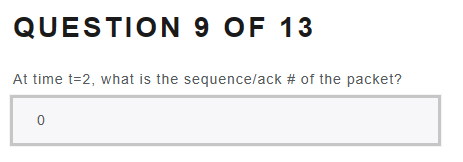 QUESTION 9 OF 13
At time t=2, what is the sequence/ack # of the packet?
0